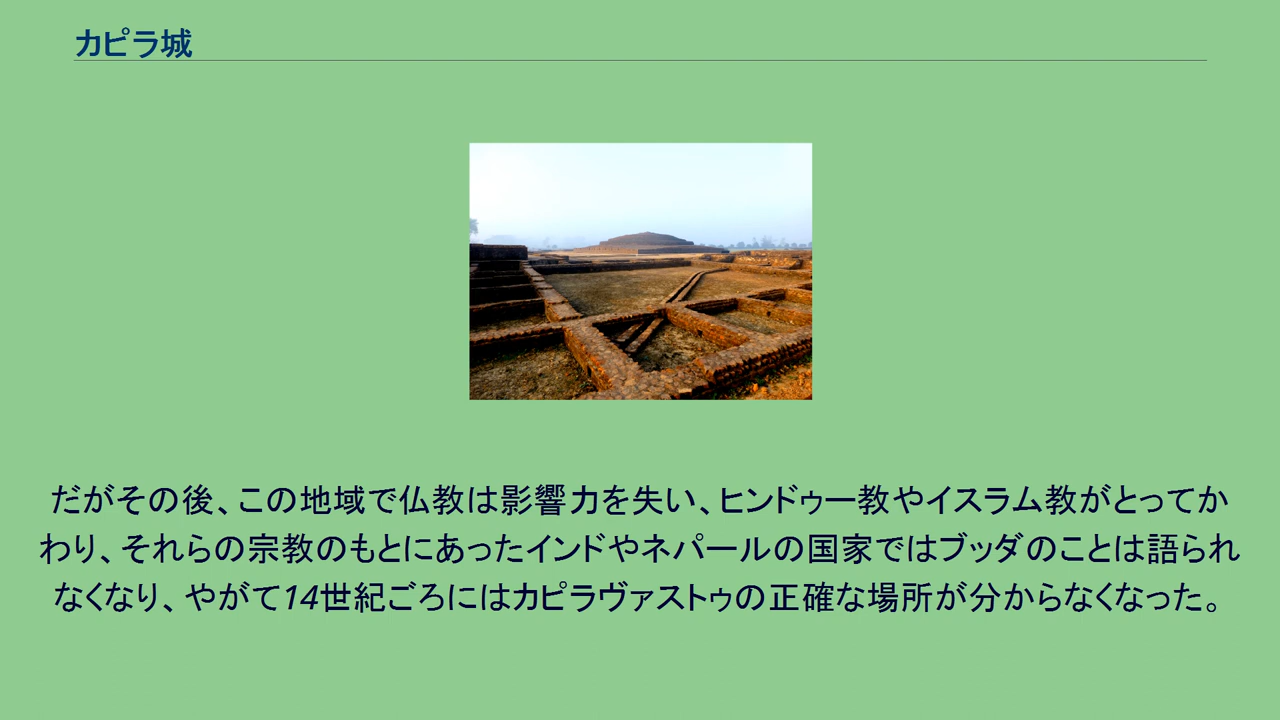 カピラ城
だがその後、この地域で仏教は影響力を失い、ヒンドゥー教やイスラム教がとってか
わり、それらの宗教のもとにあったインドやネパールの国家ではブッダのことは語られ
なくなり、やがて14世紀ごろにはカピラヴァストゥの正確な場所が分からなくなった。